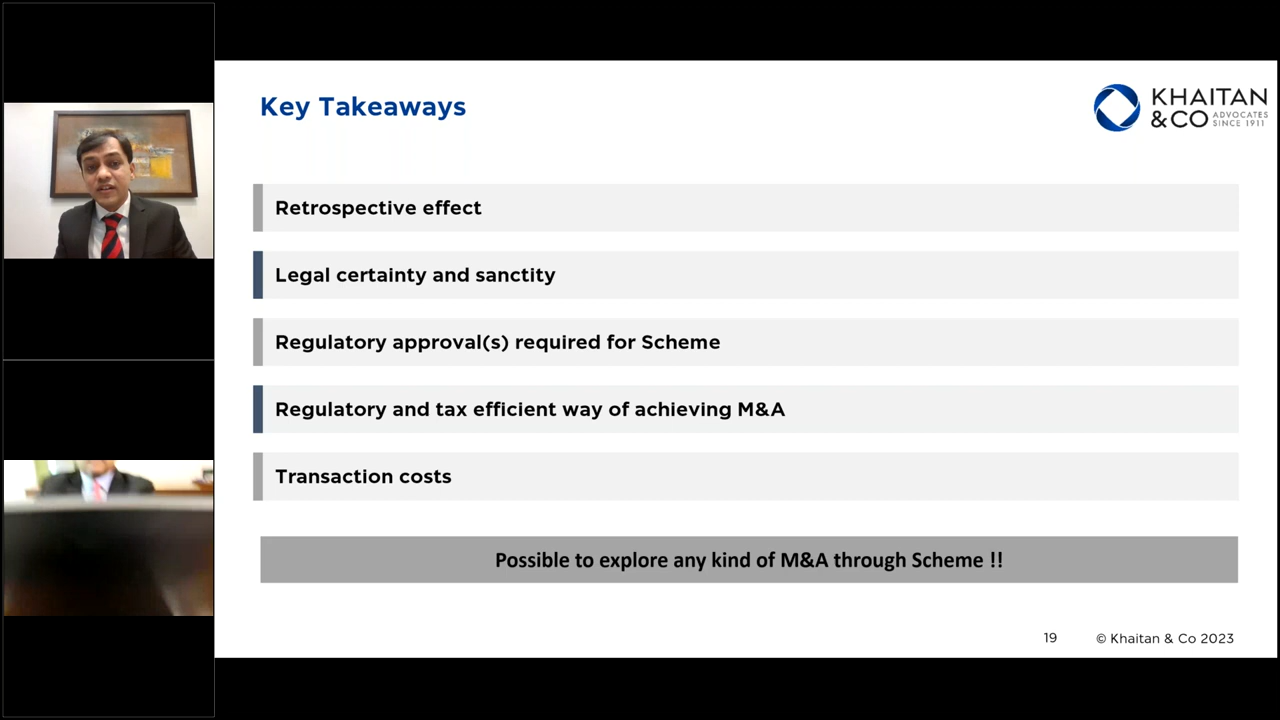 Key Takeaways
KHAITAN
&CO ADVOCATES
SINCE 1911
Retrospective effect
Legal certainty and sanctity
Regulatory approval(s) required for Scheme
Regulatory and tax efficient way of achieving M&A
Transaction costs
Possible to explore any kind of M&A through Scheme !!
19
© Khaitan & Co 2023